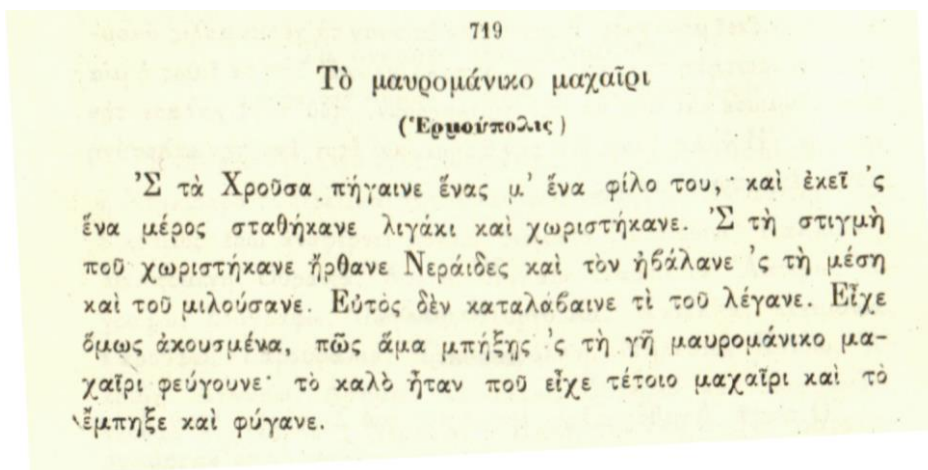 719
Τὸ μαυρομάνικο μαχαῖρι
(Ἑρμούπολις)
Ἰς τὰ Χροῦσα πήγαινε ἕνας μ' ἕνα φίλο του, καὶ ἐκεῖ 'ς
ἕνα μέρος σταθήκανε λιγάκι καὶ χωριστήκανε. Ἰς τὴ στιγμὴ
ποῦ χωριστήκανε ἤρθανε Νεράιδες καὶ τὸν ἠβάλανε 'ς τὴ μέση
καὶ τοῦ μιλούσανε. Εὐτὸς δὲν καταλάβαινε τὶ τοῦ λέγανε. Εἶχε
ὅμως ἀκουσμένα, πῶς ἅμα μπήξῃς 'ς τὴ γῆ μαυρομάνικο μα-
χαῖρι φεύγουνε· τὸ καλὸ ἦταν ποῦ εἶχε τέτοιο μαχαῖρι καὶ τὸ
ἔμπηξε καὶ φύγανε.